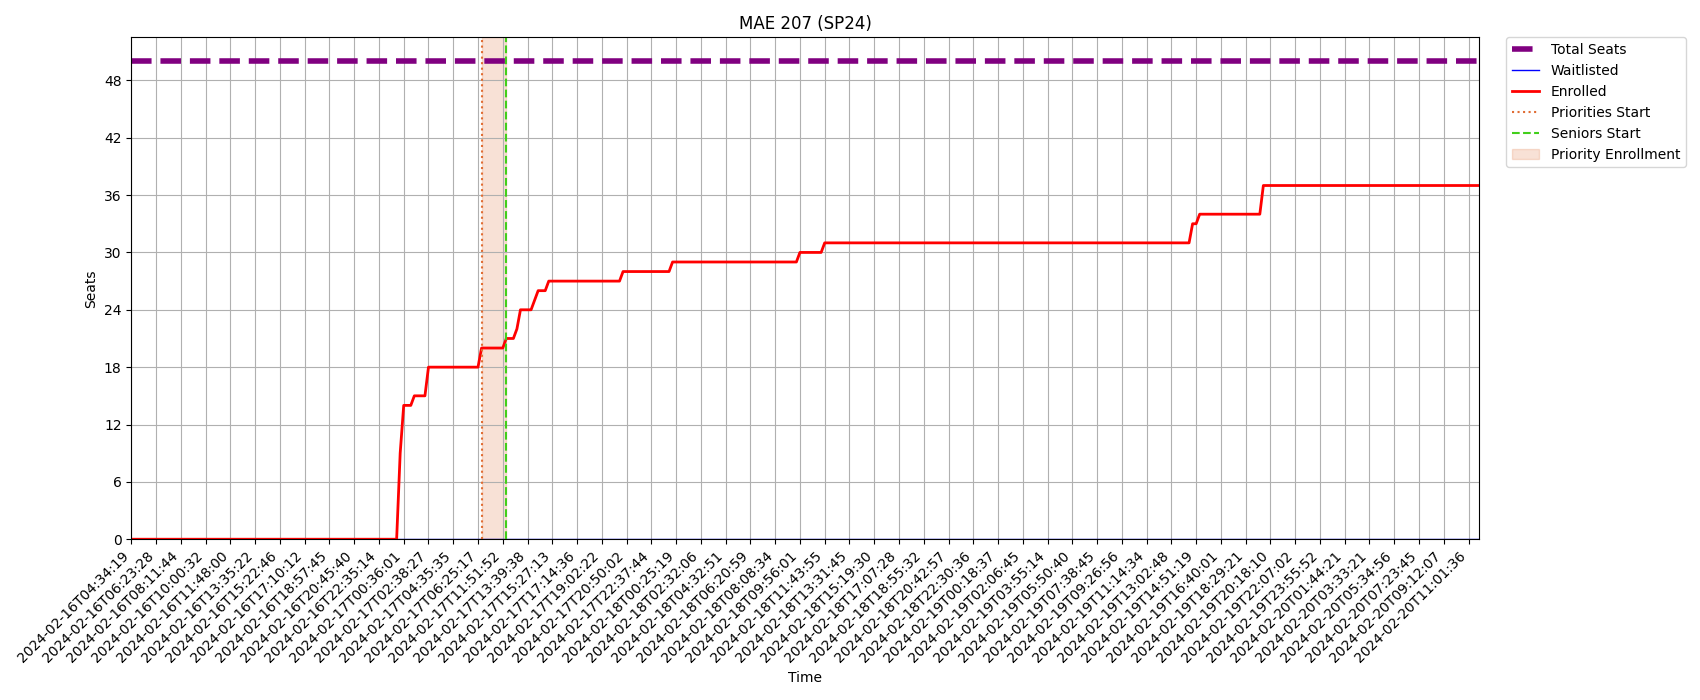 MAE 207 (SP24)
Total Seats
Waitlisted
Enrolled
Priorities Start
Seniors Start
Priority Enrollment
Seats
48
42
36
30
24
18
12
6
0
2024-02-16T04:34:19
2024-02-16T06:23:28
2024-02-16T08:11:44
2024-02-16T10:00:32
2024-02-16T11:48:00
2024-02-16T13:35:22
2024-02-16T15:22:46
2024-02-16T17:10:12
2024-02-16T18:57:45
2024-02-16T20:45:40
2024-02-16T22:35:14
2024-02-17T00:36:01
2024-02-17T02:38:27
2024-02-17T04:35:35
2024-02-17T06:25:17
2024-02-17T11:51:52
2024-02-17T13:39:38
2024-02-17T15:27:13
2024-02-17T17:14:36
2024-02-17T19:02:22
2024-02-17T20:50:02
2024-02-17T22:37:44
2024-02-18T00:25:19
2024-02-18T02:32:06
2024-02-18T04:32:51
2024-02-18T06:20:59
2024-02-18T08:08:34
2024-02-18T09:56:01
2024-02-18T11:43:55
2024-02-18T13:31:45
2024-02-18T15:19:30
2024-02-18T17:07:28
2024-02-18T18:55:32
2024-02-18T20:42:57
2024-02-18T22:30:36
2024-02-19T00:18:37
2024-02-19T02:06:45
2024-02-19T03:55:14
2024-02-19T05:50:40
2024-02-19T07:38:45
2024-02-19T09:26:56
2024-02-19T11:14:34
2024-02-19T13:02:48
2024-02-19T14:51:19
2024-02-19T16:40:01
2024-02-19T18:29:21
2024-02-19T20:18:10
2024-02-19T22:07:02
2024-02-19T23:55:52
2024-02-20T01:44:21
2024-02-20T03:33:21
2024-02-20T05:34:56
2024-02-20T07:23:45
2024-02-20T09:12:07
2024-02-20T11:01:36
Time